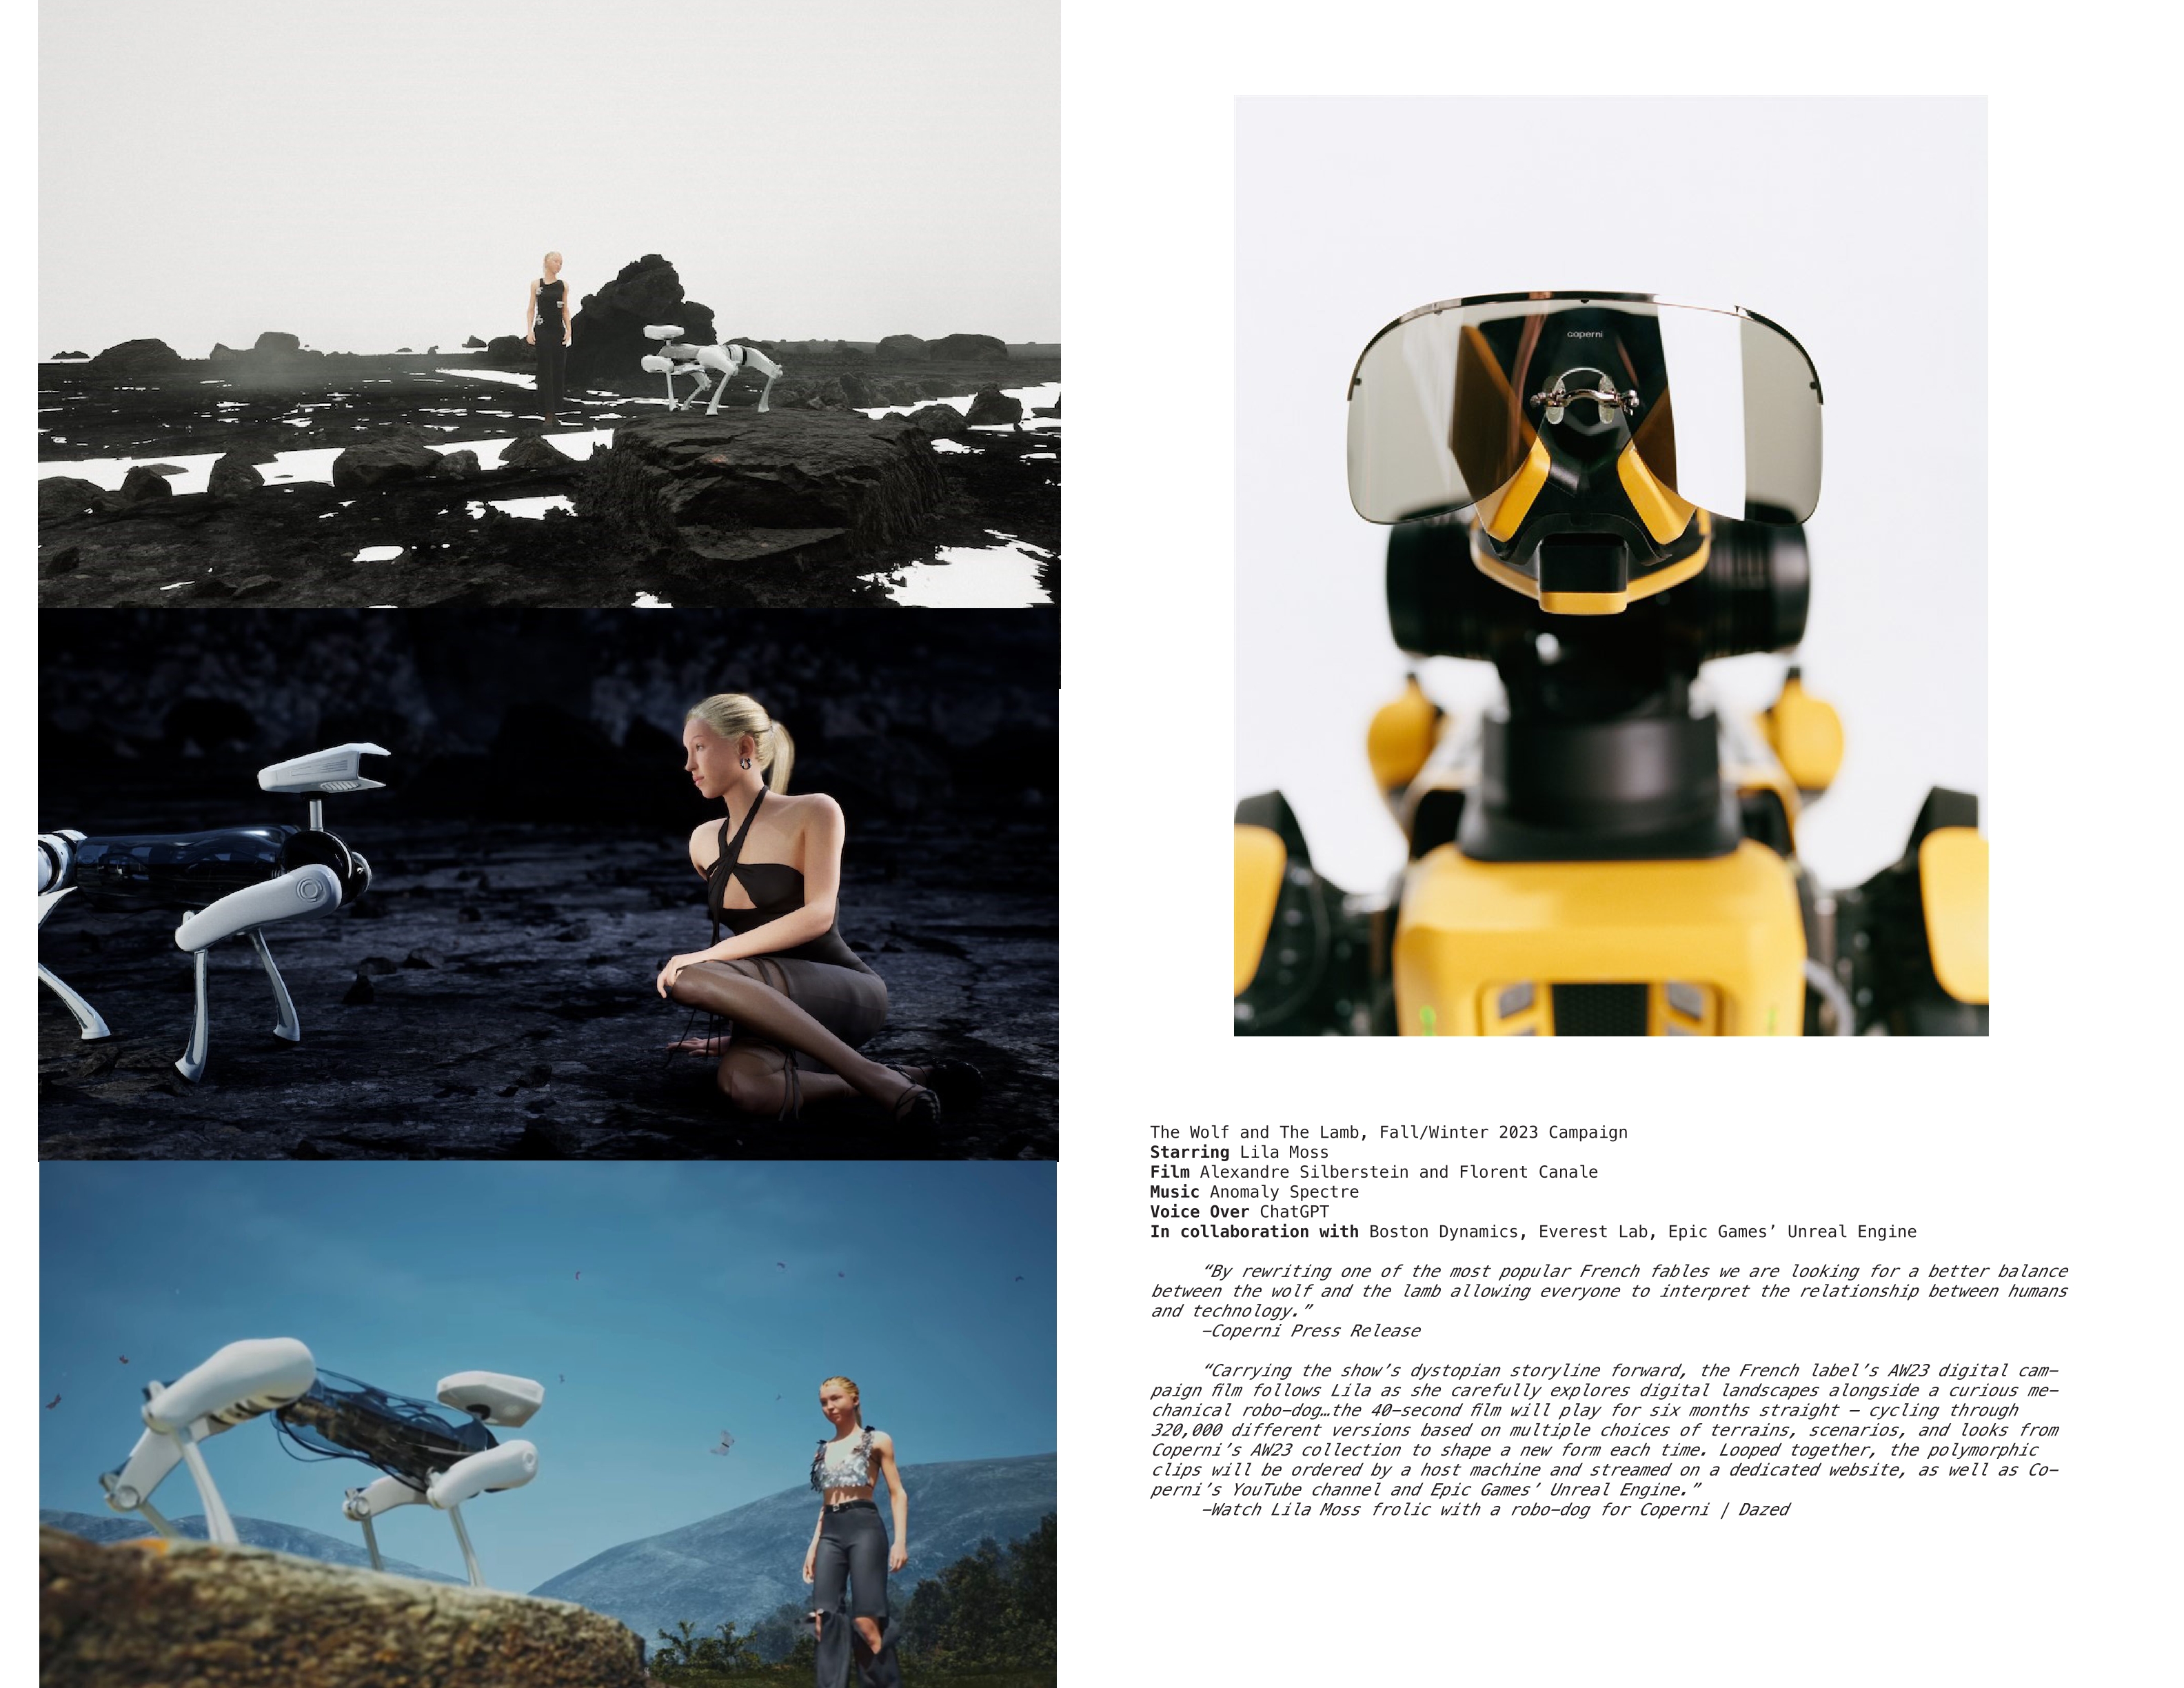 coperni
The Wolf and The Lamb, Fall/Winter 2023 Campaign
Starring Lila Moss
Film Alexandre Silberstein and Florent Canale
Music Anomaly Spectre
Voice Over ChatGPT
In collaboration with Boston Dynamics, Everest Lab, Epic Games’ Unreal Engine
“By rewriting one of the most popular French fables we are looking for a better balance
between the wolf and the lamb allowing everyone to interpret the relationship between humans
and technology.”
–Coperni Press Release
“Carrying the show’s dystopian storyline forward, the French label’s AW23 digital cam-
paign film follows Lila as she carefully explores digital landscapes alongside a curious me-
chanical robo-dog…the 40-second film will play for six months straight – cycling through
320,000 different versions based on multiple choices of terrains, scenarios, and looks from
Coperni’s AW23 collection to shape a new form each time. Looped together, the polymorphic
clips will be ordered by a host machine and streamed on a dedicated website, as well as Co-
perni’s YouTube channel and Epic Games’ Unreal Engine.”
–Watch Lila Moss frolic with a robo-dog for Coperni | Dazed